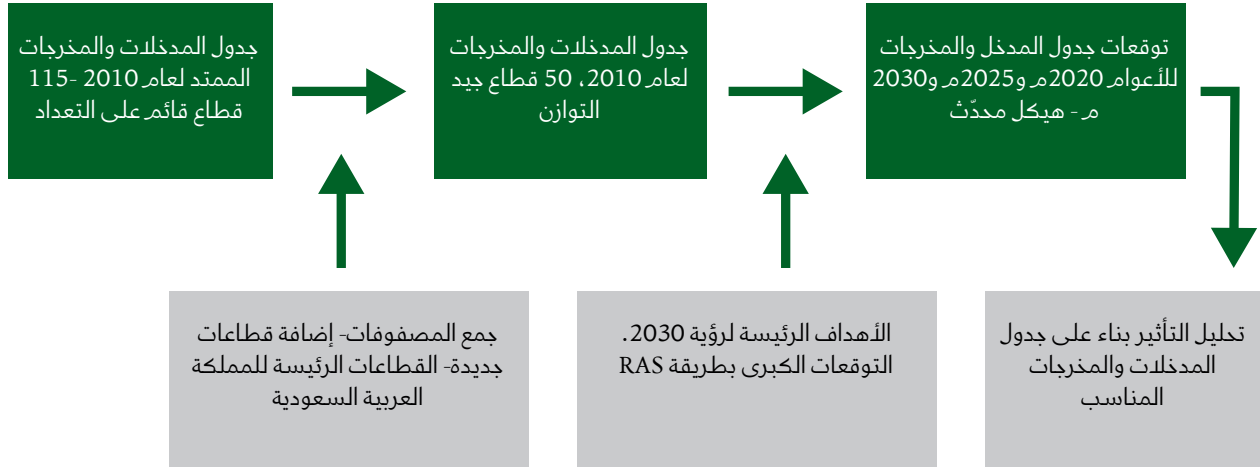 جدول المدخلات والمخرجات
الممتد لعام 2010 -115
قطاع قائم على التعداد
جدول المدخلات والمخرجات
لعام 2010، 50 قطاع جيد
التوازن
توقعات جدول المدخل والمخرجات
للأعوام 2020م و2025م و2030
م - هيكل محدّث
جمع المصفوفات- إضافة قطاعات
جديدة- القطاعات الرئيسة للمملكة
العربية السعودية
الأهداف الرئيسة لرؤية 2030.
التوقعات الكبرى بطريقة RAS
تحليل التأثير بناء على جدول
المدخلات والمخرجات
المناسب